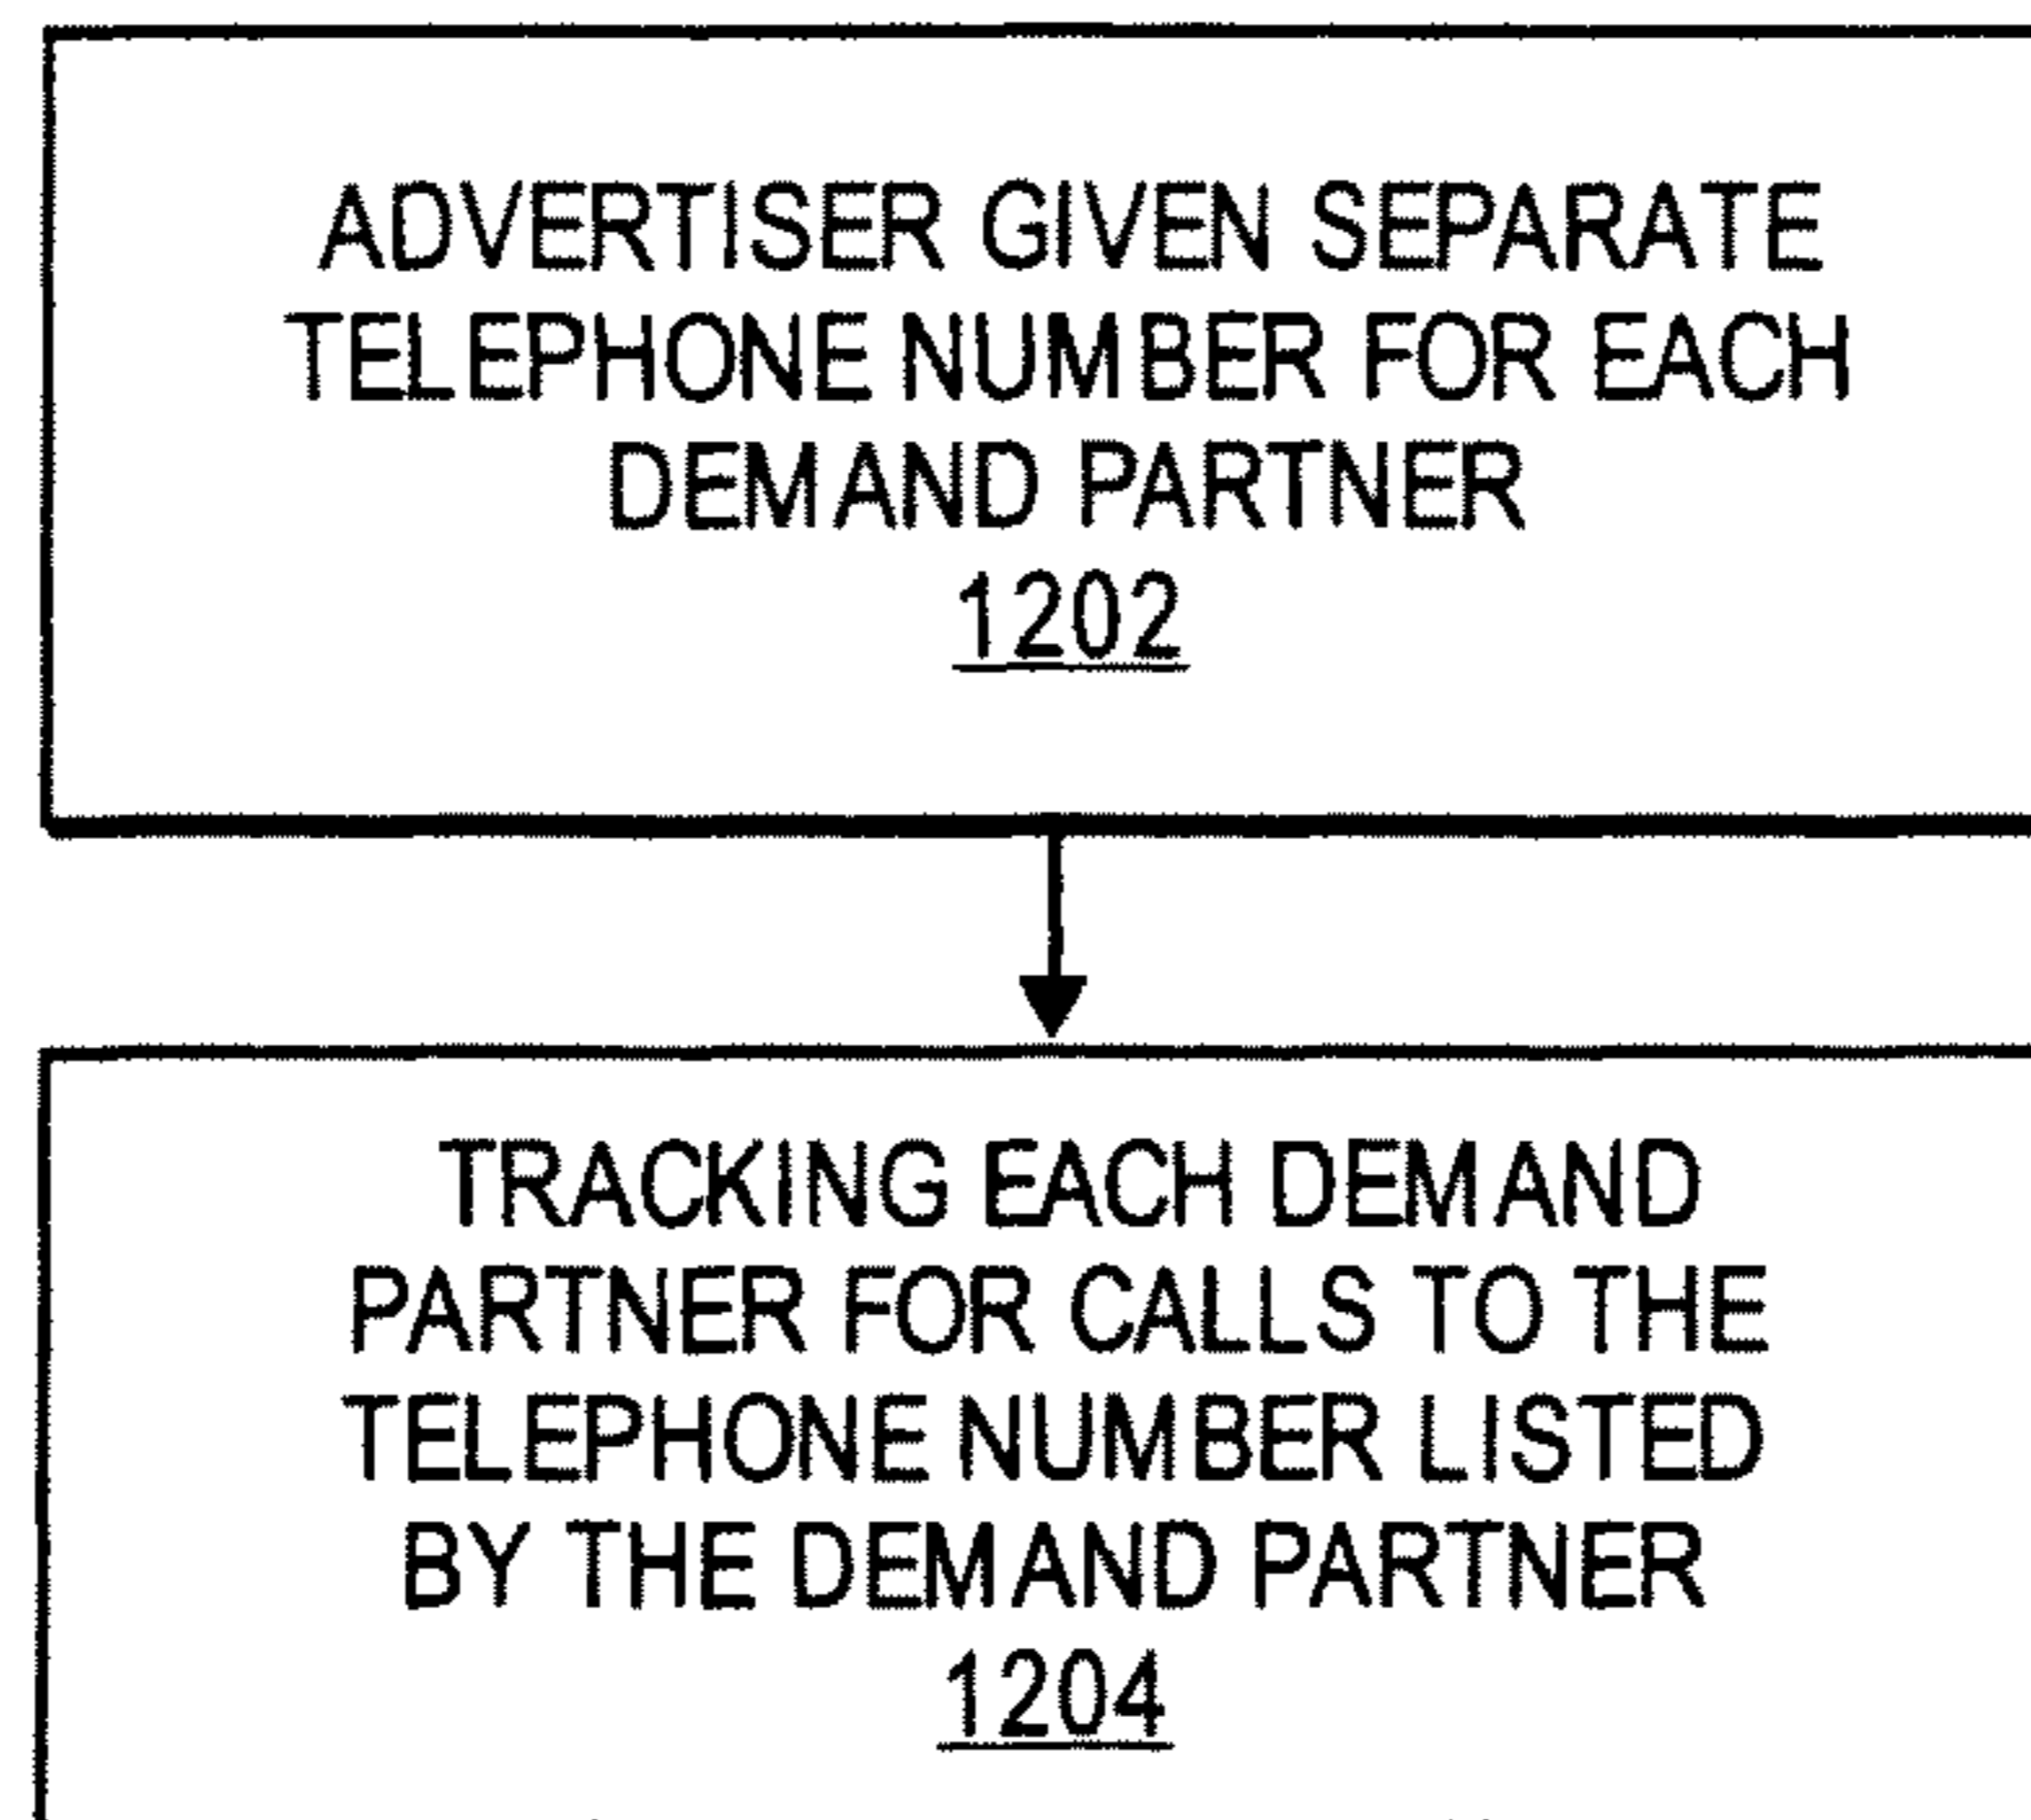 ADVERTISER GIVEN SEPARATE
TELEPHONE NUMBER FOR EACH
DEMAND PARTNER
1202
TRACKING EACH DEMAND
PARTNER FOR CALLS TO THE
TELEPHONE NUMBER LISTED
BY THE DEMAND PARTNER
1204